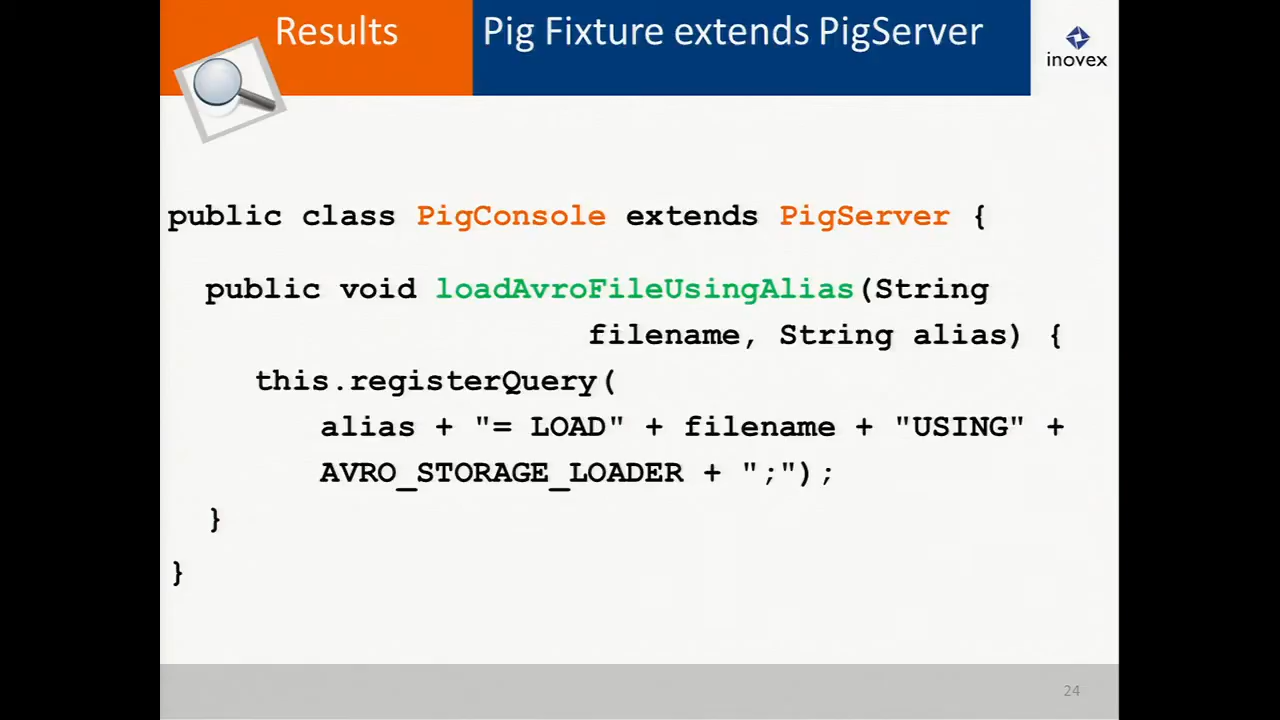 Results
Pig Fixture extends PigServer
inovex
public class PigConsole extends PigServer {
public void loadAvroFileUsingAlias(String
filename, String alias) {
this.registerQuery(
alias + "= LOAD" + filename + "USING" +
AVRO_STORAGE_LOADER + ";");
}
}
24